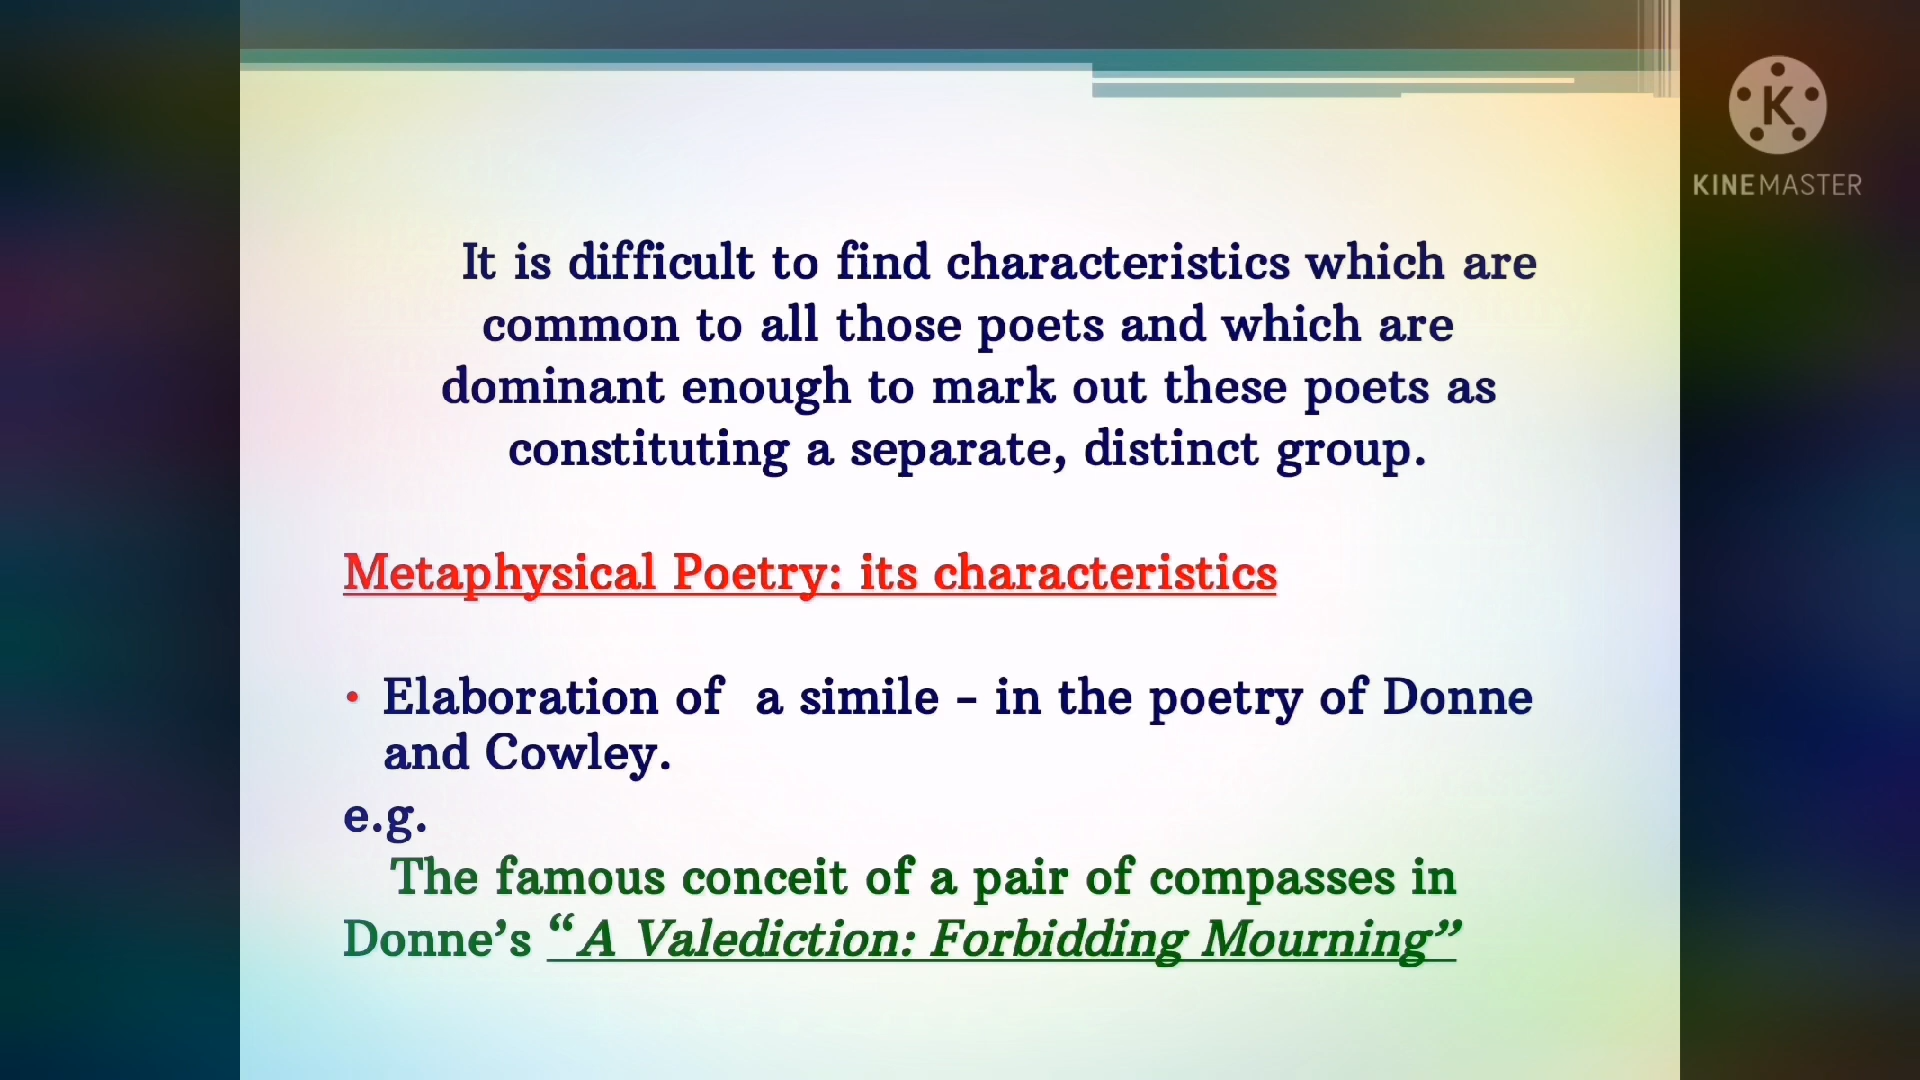 K
KINEMASTER
It is difficult to find characteristics which are
common to all those poets and which are
dominant enough to mark out these poets as
constituting a separate, distinct group.
Metaphysical Poetry: its characteristics
• Elaboration of  a simile – in the poetry of Donne
and Cowley.
e.g.
The famous conceit of a pair of compasses in
Donne’s “A Valediction: Forbidding Mourning”